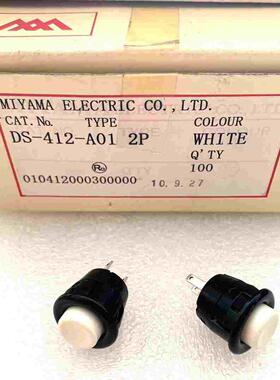 MIYAMA ELECTRIC CO.,LTD.
CAT.No. TYPE COLOUR
DS-412-A01 2P WHITE
Q'TY
Ro 100
010412000300000 10.9.27